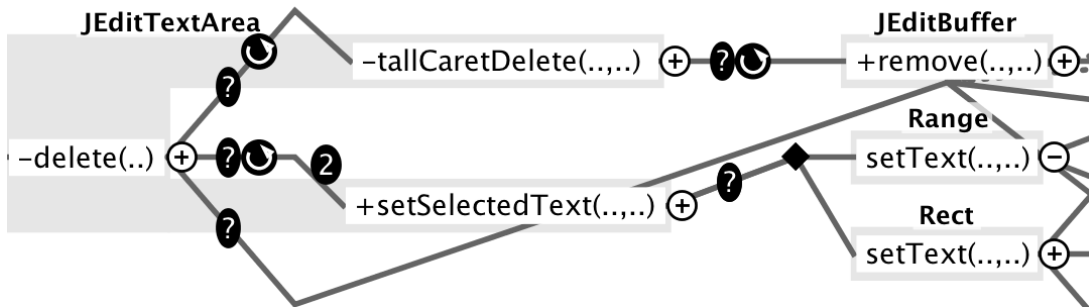 JEditTextArea
JEditBuffer
? -tallCaretDelete(..,..) + ? +remove(..,..) +
?
Range
-delete(..) + ? 2 setText(..,..) −
? +setSelectedText(..,..) + ?
Rect
? setText(..,..) +